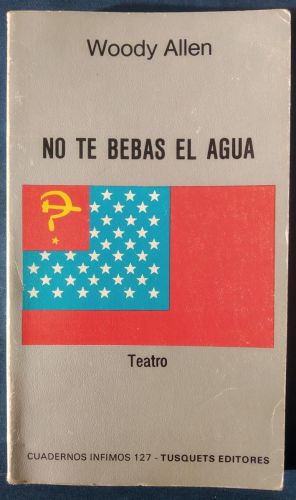 Woody Allen
NO TE BEBAS EL AGUA
Teatro
CUADERNOS INFIMOS 127 - TUSQUETS EDITORES